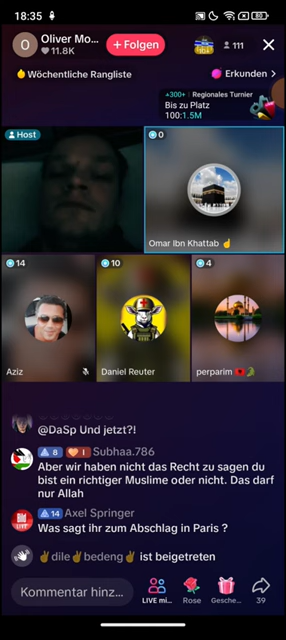 18:35
80
Oliver Mo...
11.8K
+ Folgen
111
Wöchentliche Rangliste
Erkunden >
+300+ | Regionales Turnier
Bis zu Platz
100:1.5M
Host
0
Omar Ibn Khattab ☝
14
10
4
Aziz
Daniel Reuter
perparim
@DaSp Und jetzt?!
8 1 Subhaa.786
Aber wir haben nicht das Recht zu sagen du
bist ein richtiger Muslime oder nicht. Das darf
nur Allah
14 Axel Springer
Was sagt ihr zum Abschlag in Paris ?
✌dile✌bedeng✌ ist beigetreten
Kommentar hinz...
LIVE mi...
Rose
Gesche...
39